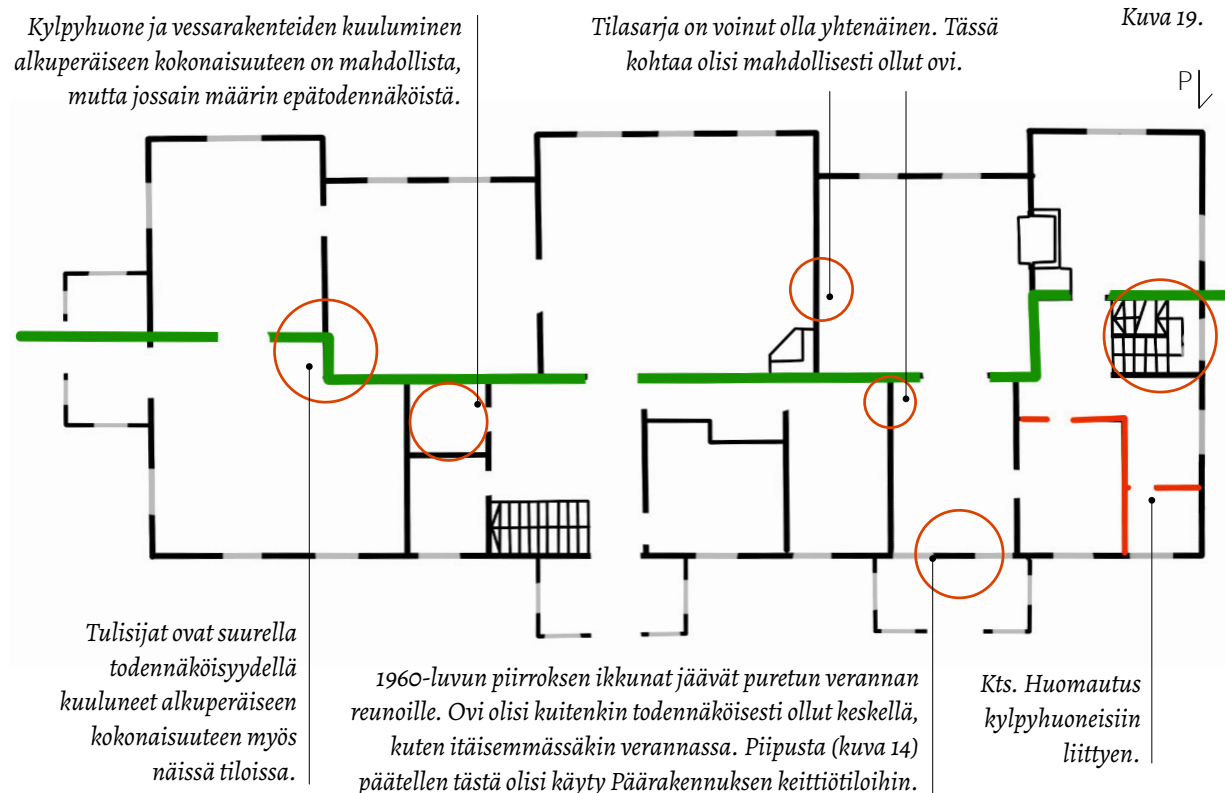 Kylpyhuone ja vessarakenteiden kuuluminen
alkuperäiseen kokonaisuuteen on mahdollista,
mutta jossain määrin epätodennäköistä.
Tilasarja on voinut olla yhtenäinen. Tässä
kohtaa olisi mahdollisesti ollut ovi.
Kuva 19.
P
Tulisijat ovat suurella
todennäköisyydellä
kuuluneet alkuperäiseen
kokonaisuuteen myös
näissä tiloissa.
1960-luvun piirroksen ikkunat jäävät puretun verannan
reunoille. Ovi olisi kuitenkin todennäköisesti ollut keskellä,
kuten itäisemmässäkin verannassa. Piipusta (kuva 14)
päätellen tästä olisi käyty Päärakennuksen keittiötiloihin.
Kts. Huomautus
kylpyhuoneisiin
liittyen.